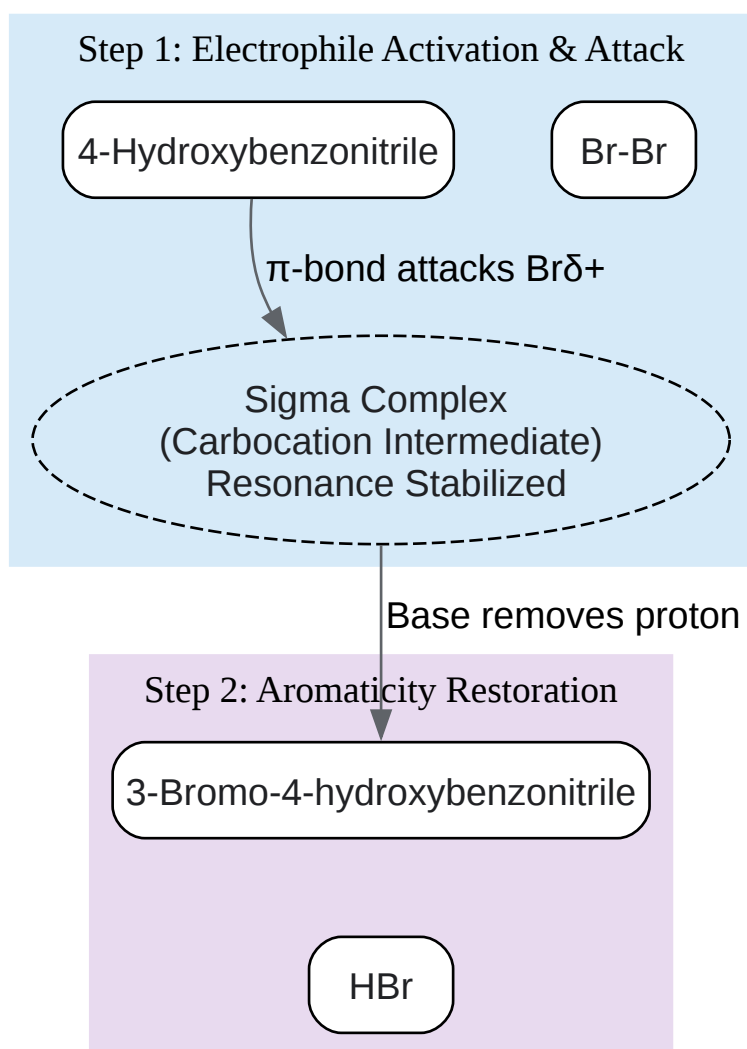 Step 1: Electrophile Activation & Attack
4-Hydroxybenzonitrile
Br-Br
π-bond attacks Brδ+
Sigma Complex
(Carbocation Intermediate)
Resonance Stabilized
Base removes proton
Step 2: Aromaticity Restoration
3-Bromo-4-hydroxybenzonitrile
HBr